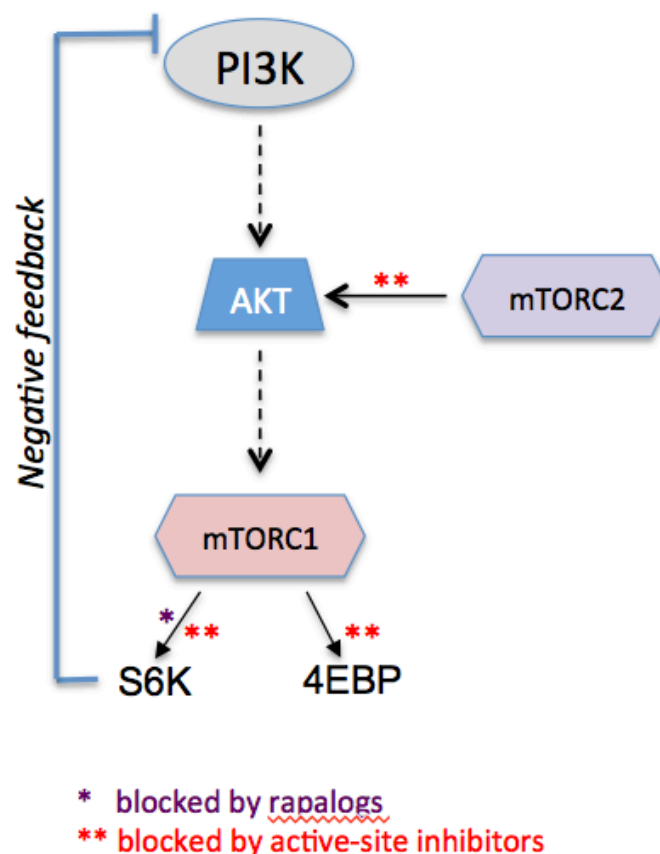 PI3K
Negative feedback
AKT
**
mTORC2
mTORC1
*
**
**
S6K
4EBP
* blocked by rapalogs
** blocked by active-site inhibitors